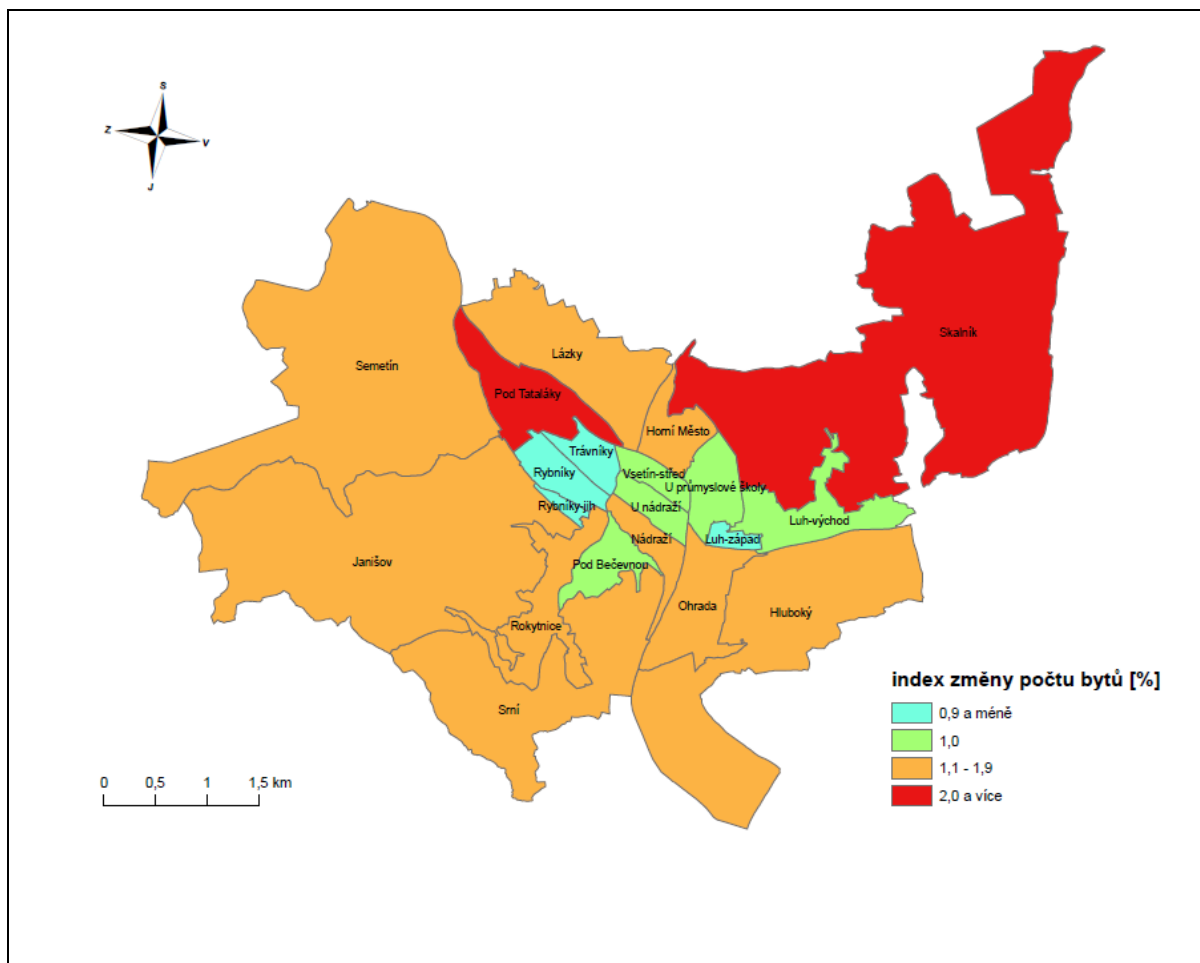 S
Z
V
J
Skalník
Lázky
Semetín
Pod Tataláky
Horní Město
Trávníky
Vsetín-střed
Rybníky
U průmyslové školy
Rybníky-jih
U nádraží
Luh-východ
Nádraží
Luh-západ
Janišov
Pod Bečevnou
Ohrada
Hluboký
Rokytnice
Srní
index změny počtu bytů [%]
0,9 a méně
1,0
1,1 - 1,9
2,0 a více
0 0,5 1 1,5 km